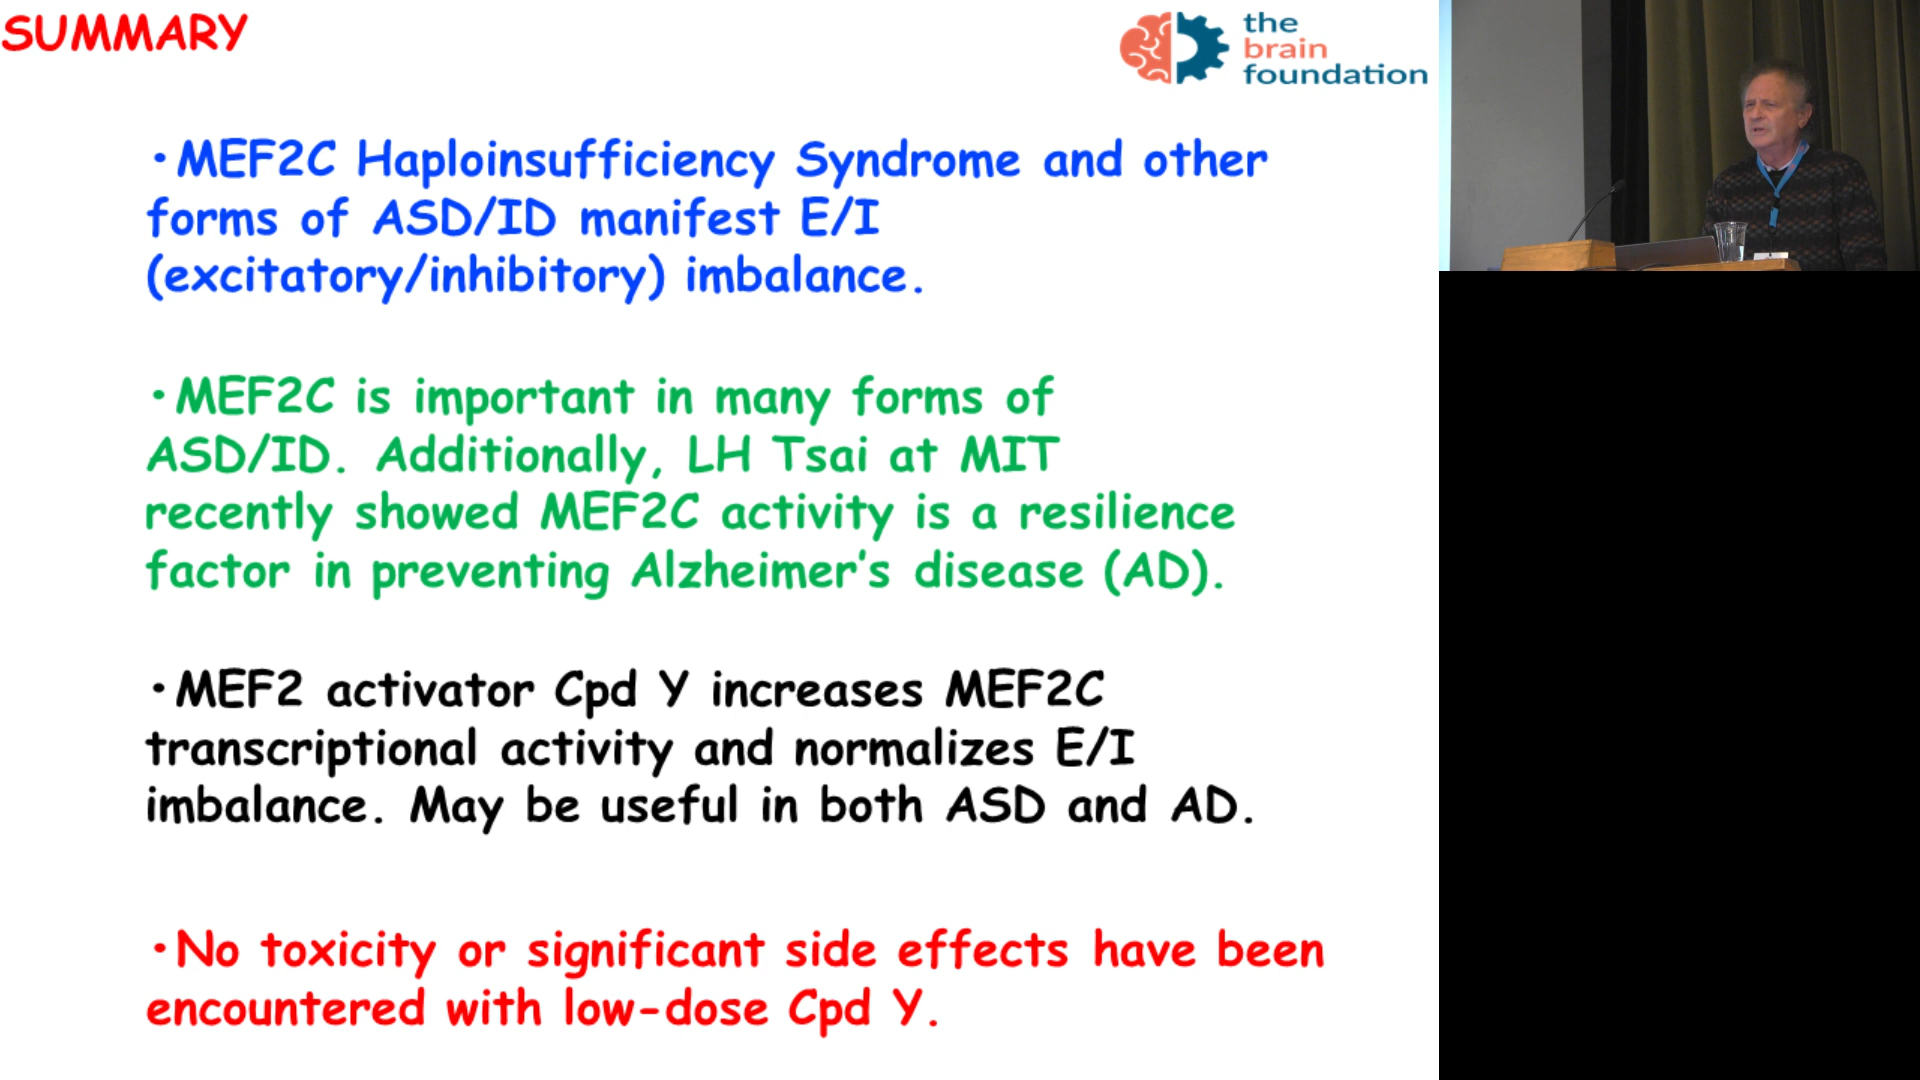 SUMMARY
the
brain
foundation
•MEF2C Haploinsufficiency Syndrome and other
forms of ASD/ID manifest E/I
(excitatory/inhibitory) imbalance.
•MEF2C is important in many forms of
ASD/ID. Additionally, LH Tsai at MIT
recently showed MEF2C activity is a resilience
factor in preventing Alzheimer’s disease (AD).
•MEF2 activator Cpd Y increases MEF2C
transcriptional activity and normalizes E/I
imbalance. May be useful in both ASD and AD.
•No toxicity or significant side effects have been
encountered with low-dose Cpd Y.